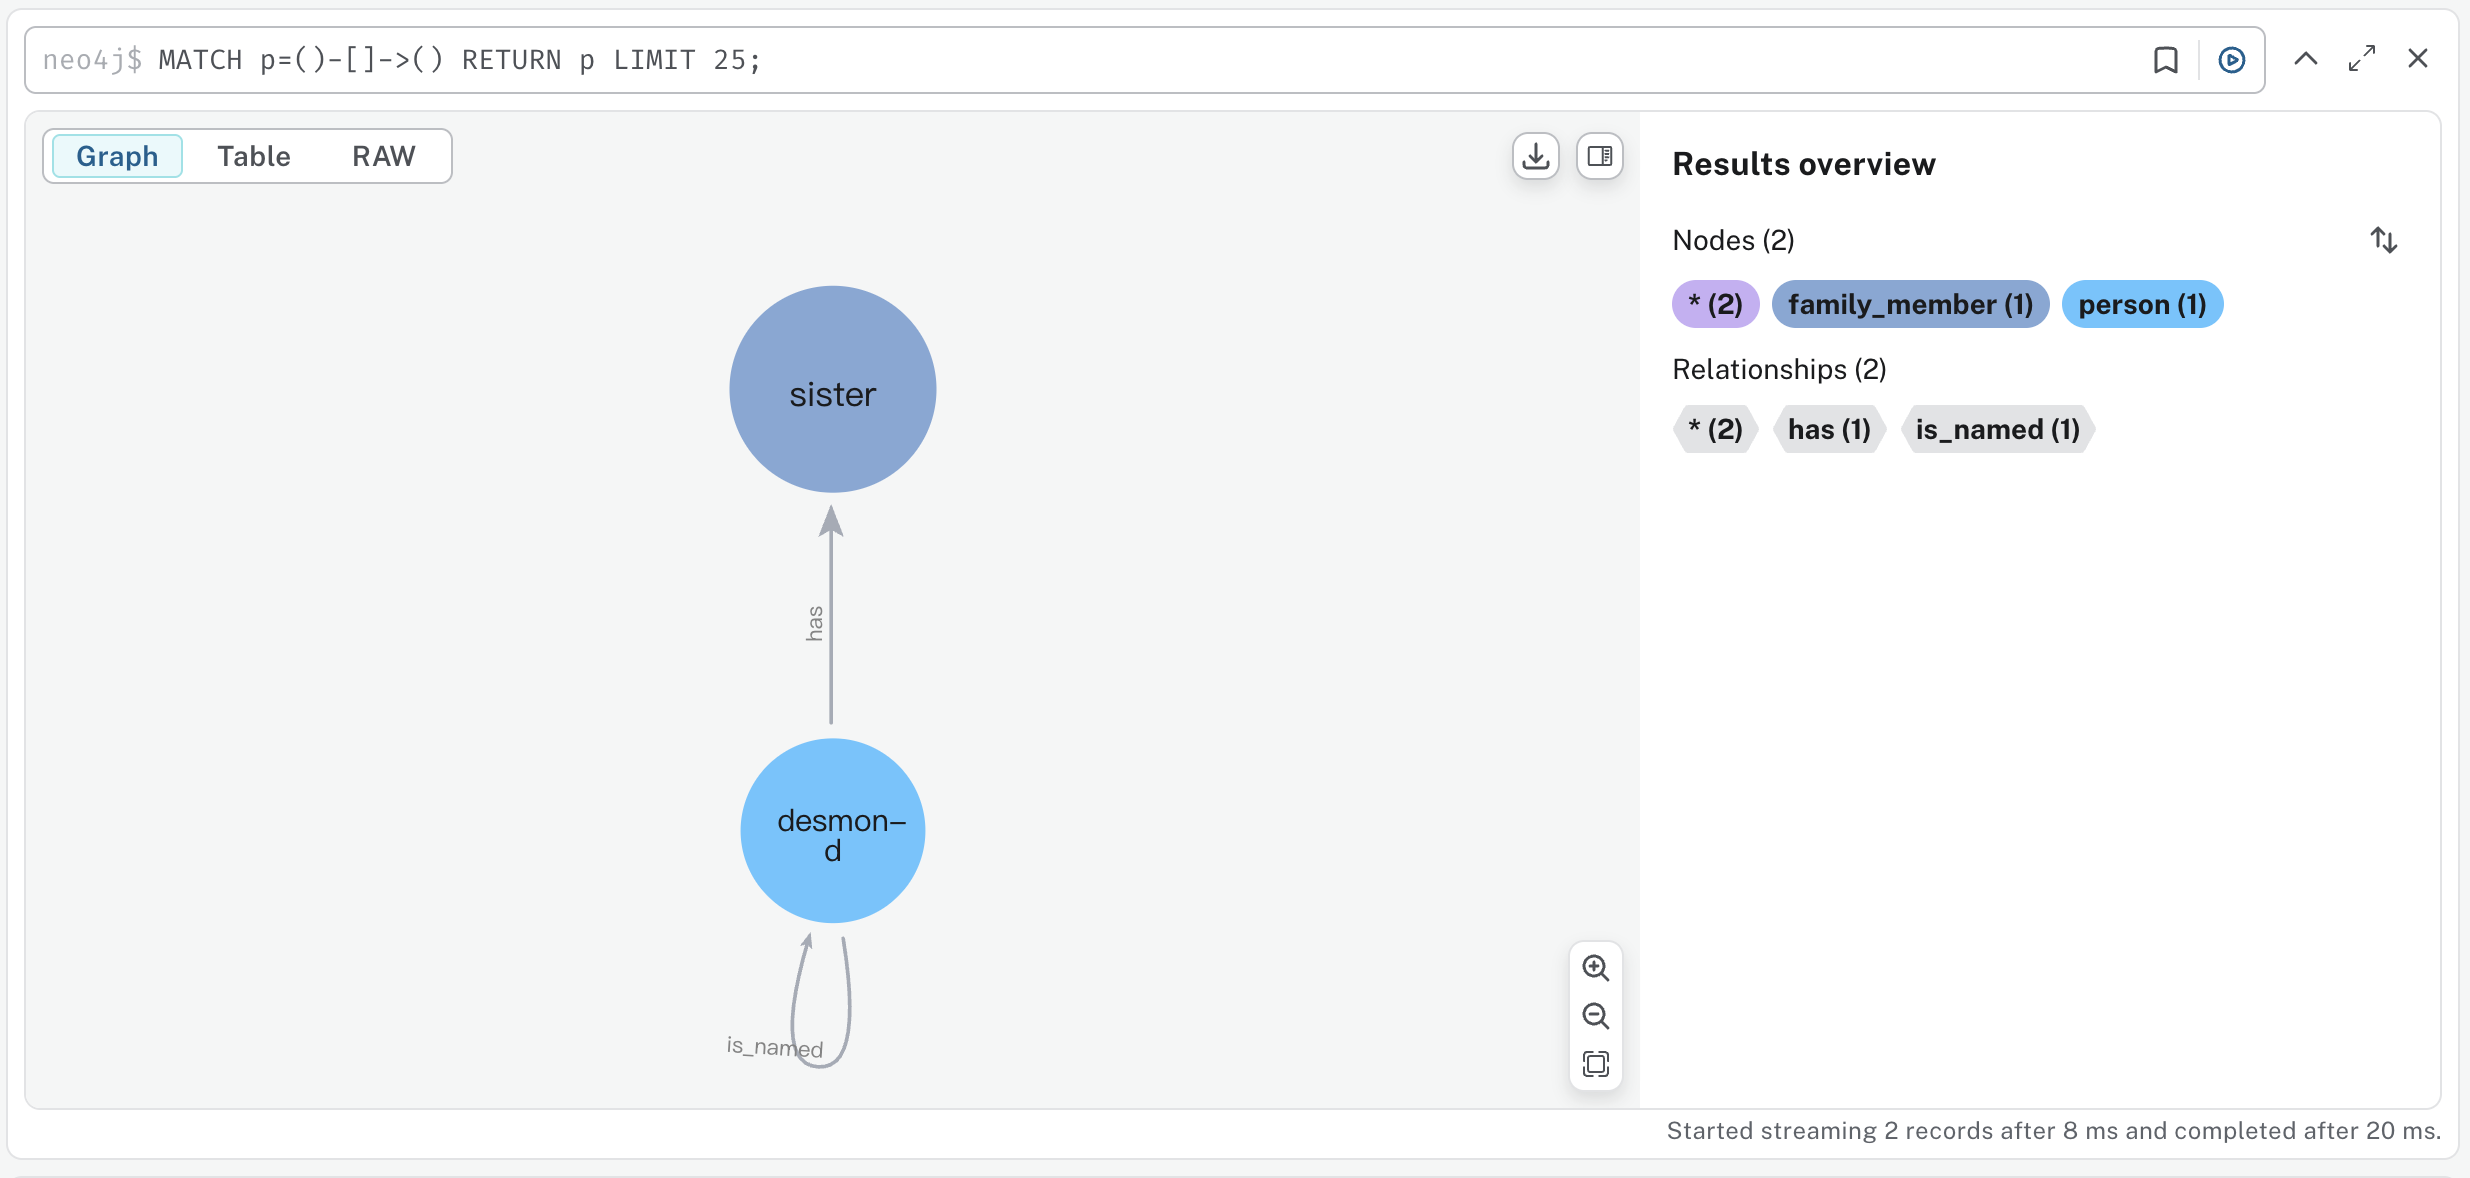 neo4j$ MATCH p=()-[]->() RETURN p LIMIT 25;
Graph Table RAW
sister
has
desmon-
d
is_named
Results overview
Nodes (2)
* (2) family_member (1) person (1)
Relationships (2)
* (2) has (1) is_named (1)
Started streaming 2 records after 8 ms and completed after 20 ms.